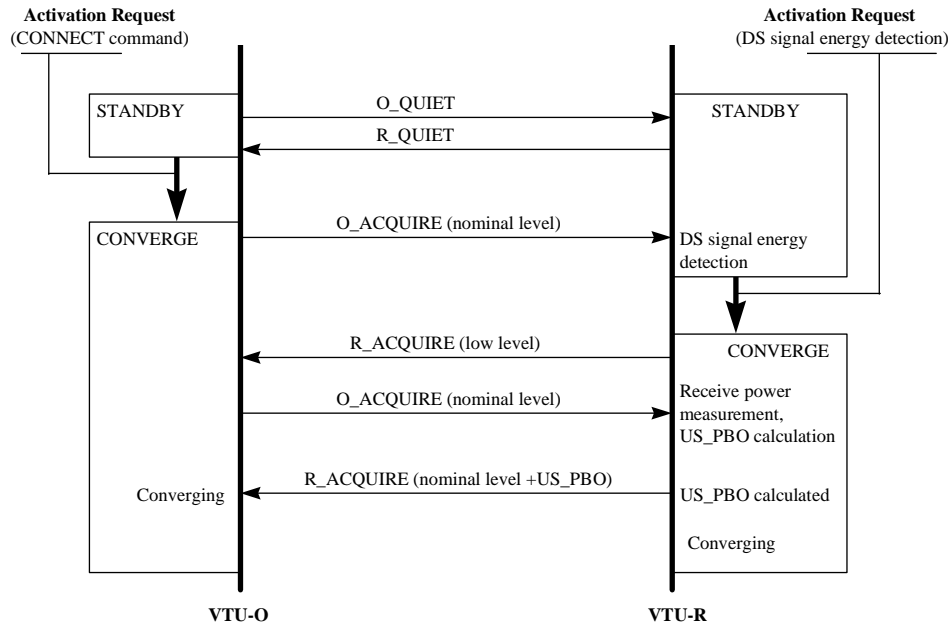 Activation Request
(CONNECT command)
Activation Request
(DS signal energy detection)
STANDBY
O_QUIET
STANDBY
R_QUIET
CONVERGE
O_ACQUIRE (nominal level)
DS signal energy
detection
R_ACQUIRE (low level)
CONVERGE
O_ACQUIRE (nominal level)
Receive power
measurement,
US_PBO calculation
Converging
R_ACQUIRE (nominal level +US_PBO)
US_PBO calculated
Converging
VTU-O
VTU-R